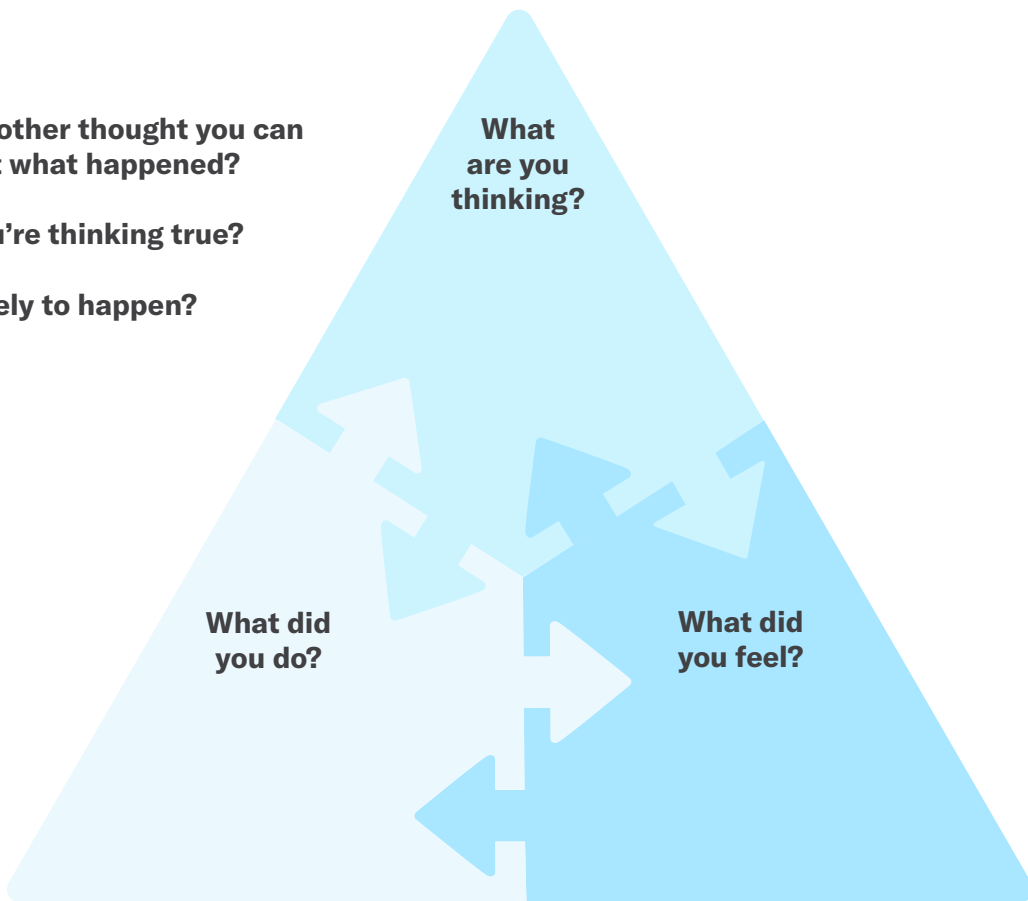 other thought you can
what happened?
're thinking true?
to happen?
What
are you
thinking?
What did
you do?
What did
you feel?